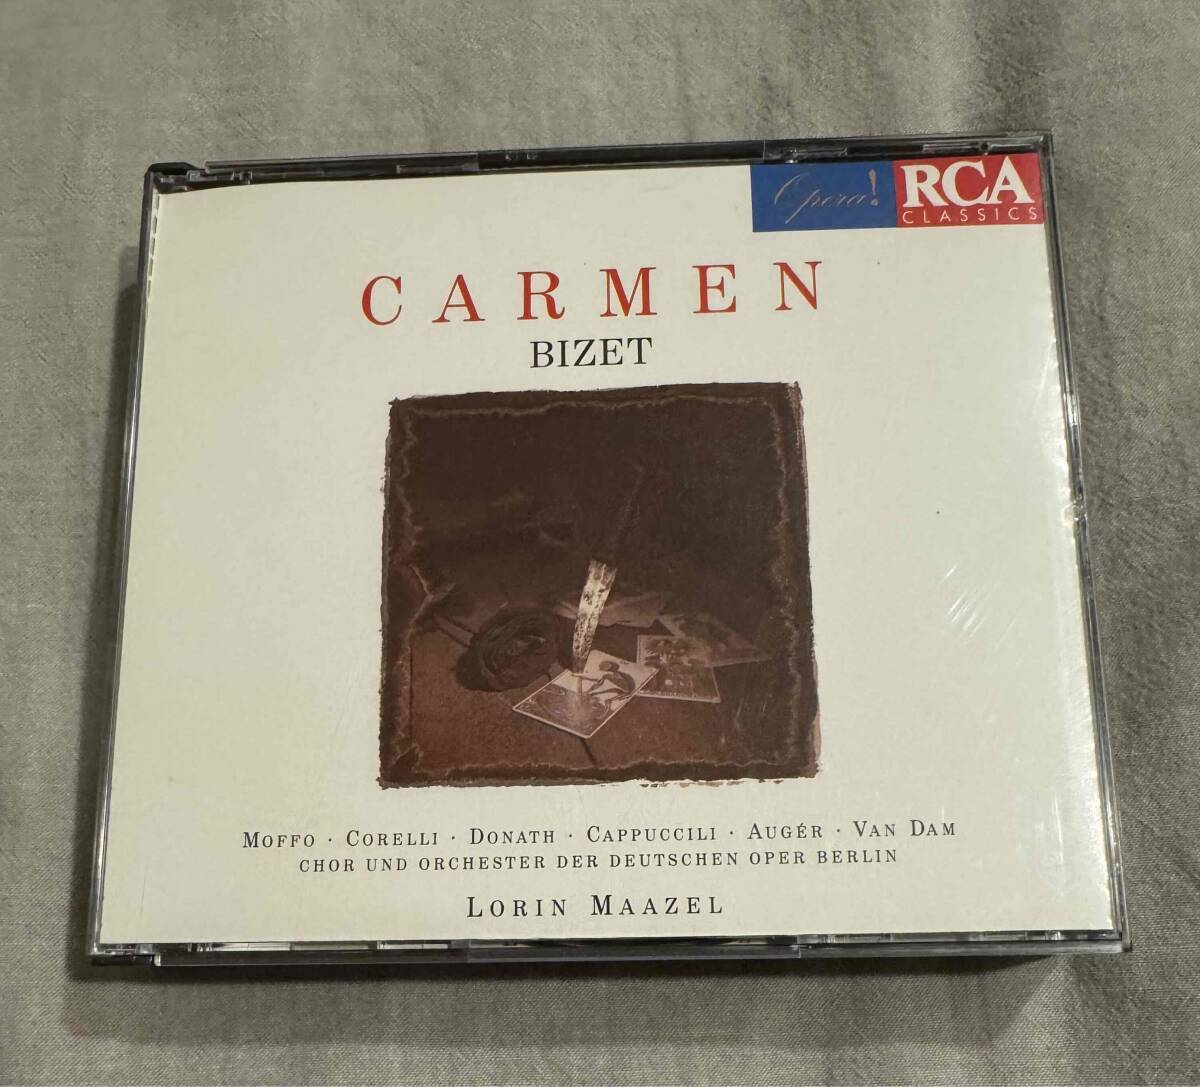 Opera!
RCA
CLASSICS
CARMEN
BIZET
MOFFO · CORELLI · DONATH · CAPPUCCILI · AUGÉR · VAN DAM
CHOR UND ORCHESTER DER DEUTSCHEN OPER BERLIN
LORIN MAAZEL